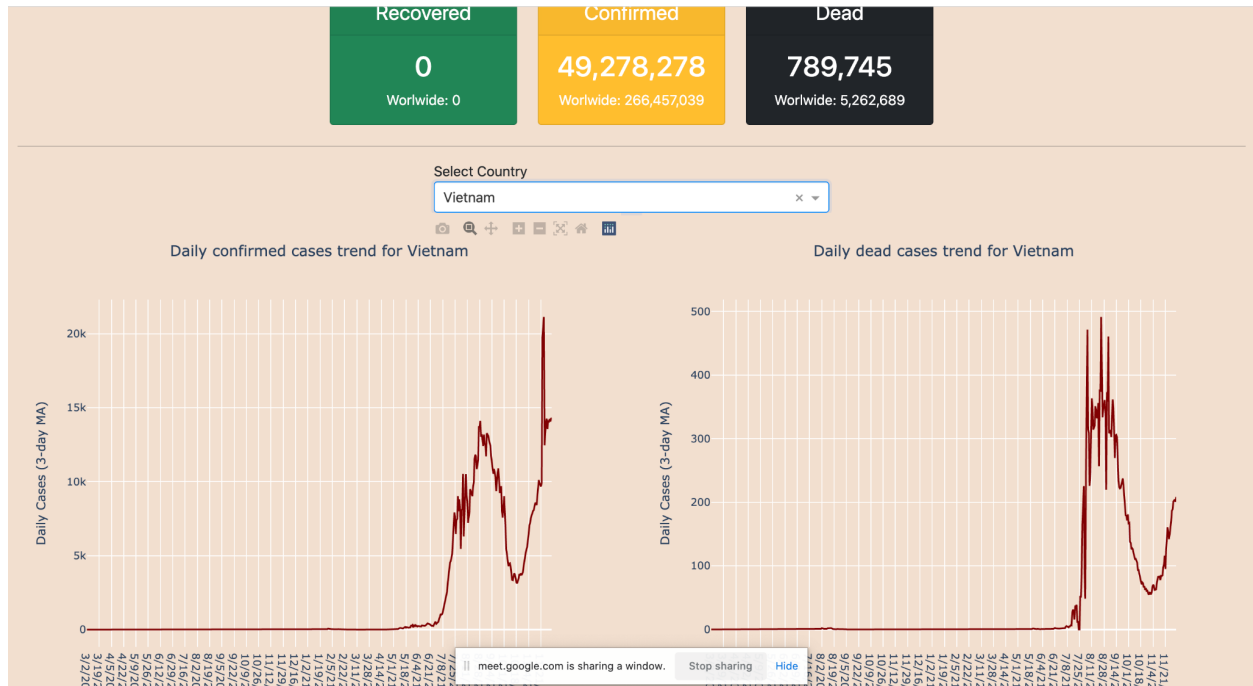 Recovered
Confirmed
Dead
0
49,278,278
789,745
Worlwide: 0
Worlwide: 266,457,039
Worlwide: 5,262,689
Select Country
Vietnam
Daily confirmed cases trend for Vietnam
Daily dead cases trend for Vietnam
Daily Cases (3-day MA)
20k
15k
10k
5k
0
Daily Cases (3-day MA)
500
400
300
200
100
0
meet.google.com is sharing a window.
Stop sharing
Hide